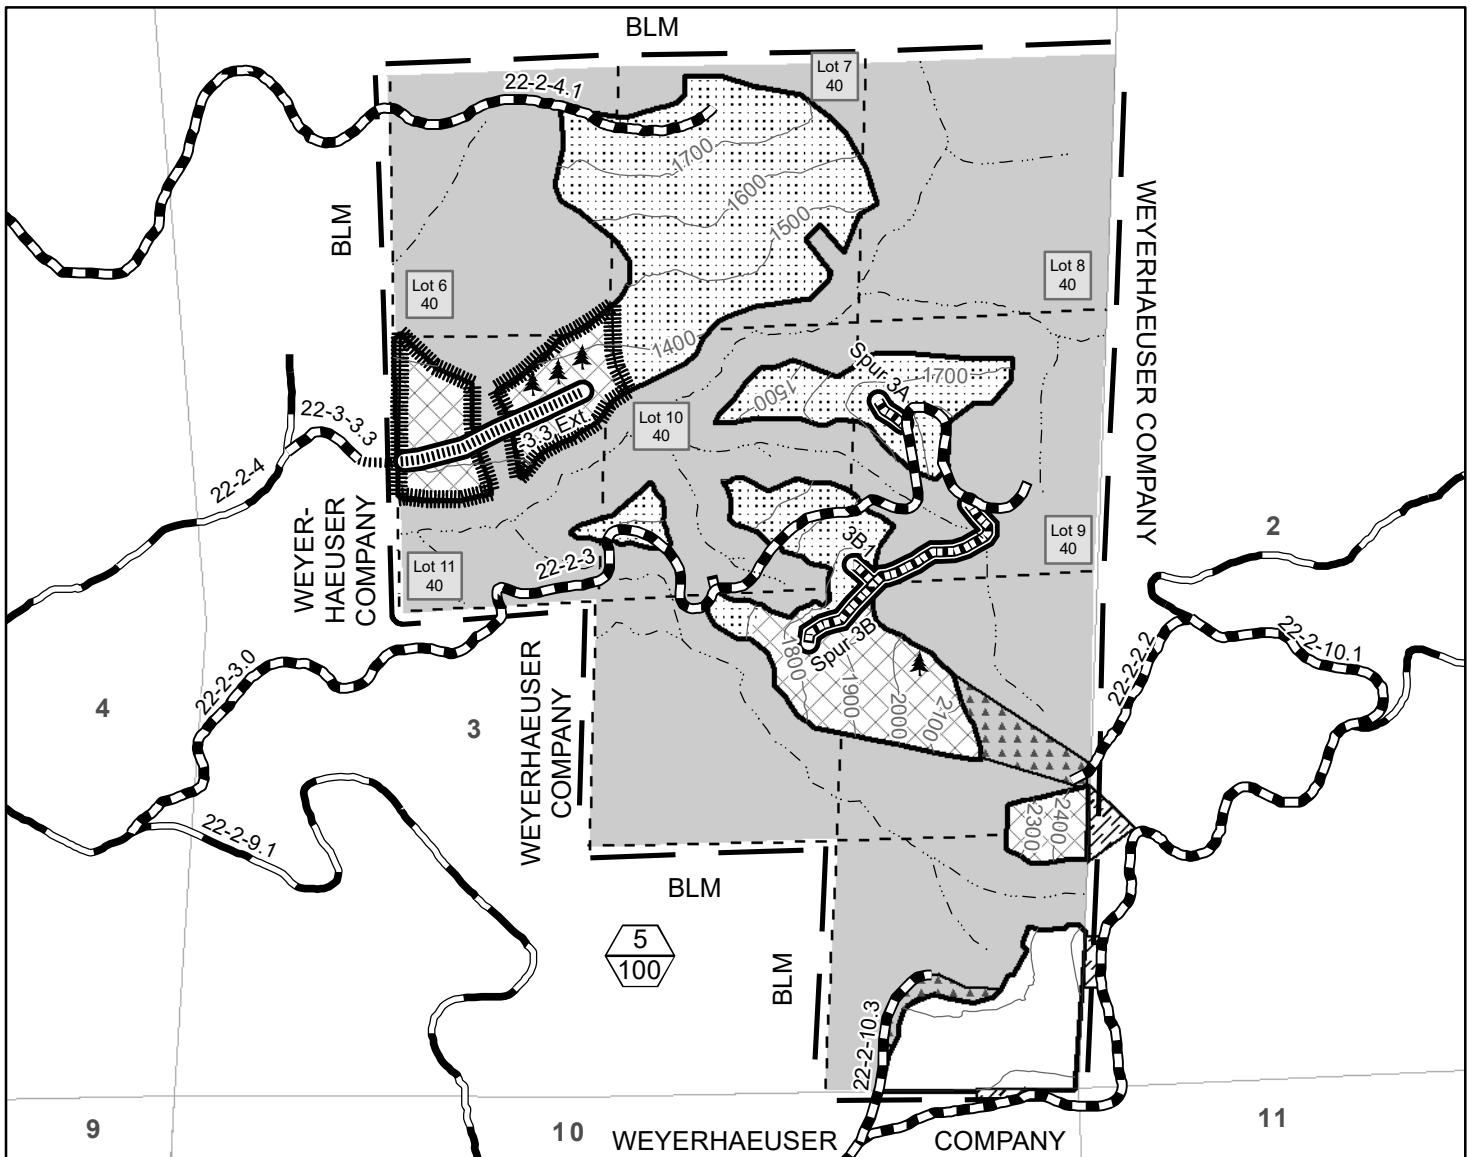 BLM
Lot 7
40
22-2-4.1
1700
1600
1500
WEYERHAEUSER COMPANY
BLM
Lot 8
40
Lot 6
40
1400
Spur 3A
1700
1500
22-3-3.3
-3.3 Ext.
Lot 10
40
22-2-4
WEYER-
HAEUSER
COMPANY
2
Lot 9
40
3B1
Lot 11
40
22-2-3
Spur 3B
22-2-2.2
22-2-10.1
1800
1900
2000
2100
22-2-3.0
4
3
WEYERHAEUSER
COMPANY
2300
2400
22-2-9.1
BLM
5
100
BLM
22-2-10.3
9
10
WEYERHAEUSER COMPANY
11